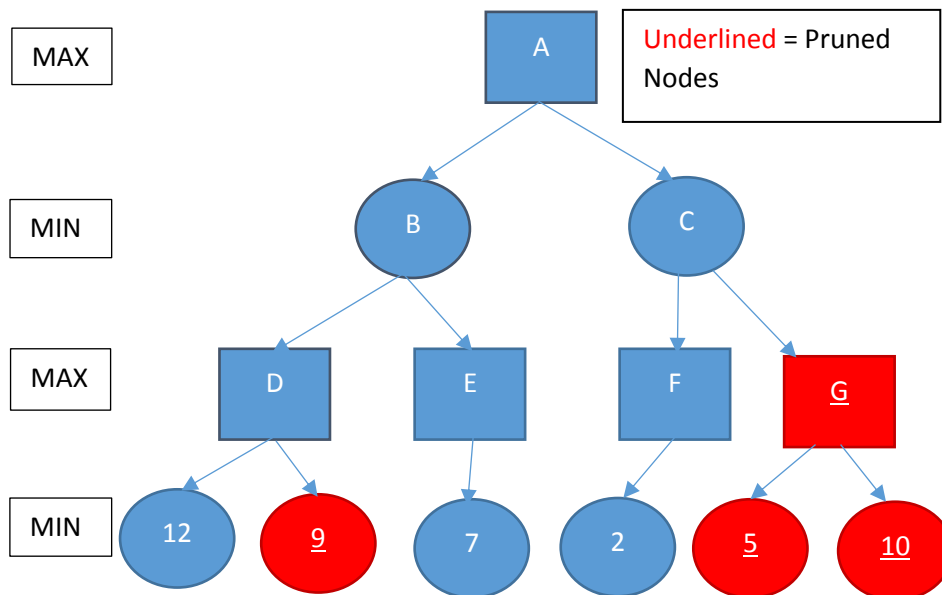 MAX
A
Underlined = Pruned
Nodes
MIN
B
C
MAX
D
E
F
G
MIN
12
9
7
2
5
10